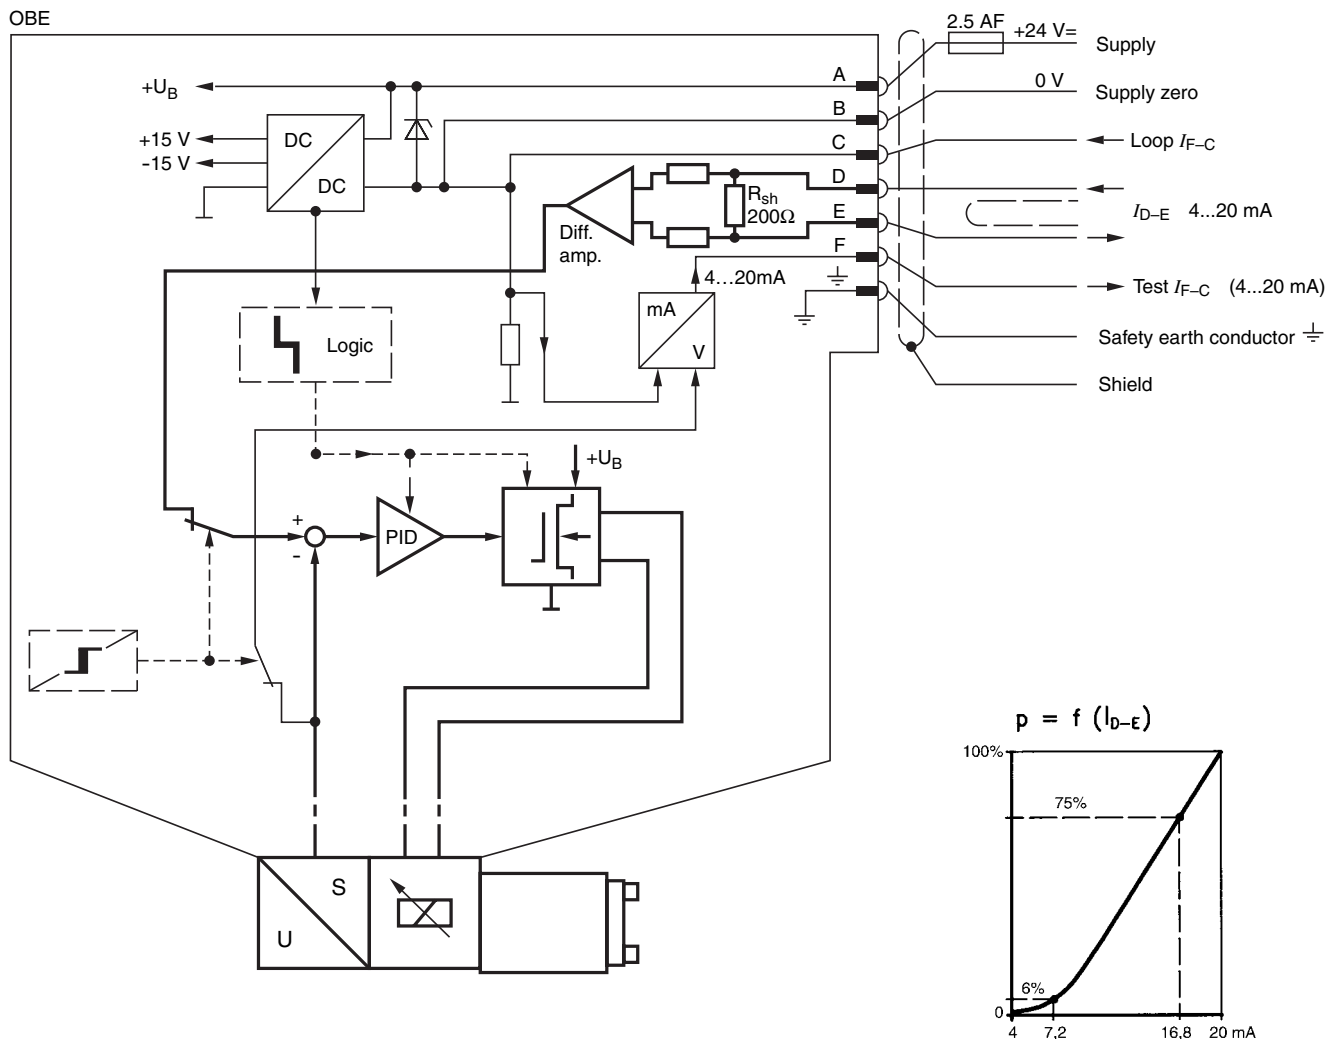 OBE
2.5 AF
+24 V=
Supply
+U_B
A
0 V
B
Supply zero
+15 V
DC
C
Loop I_F–C
-15 V
DC
D
R_sh
200Ω
E
I_D–E 4...20 mA
Diff.
amp.
F
4...20mA
Test I_F–C (4...20 mA)
mA
V
Logic
Safety earth conductor
Shield
+U_B
+
-
PID
S
U
p = f (I_D–E)
100%
75%
6%
0
4 7,2 16,8 20 mA